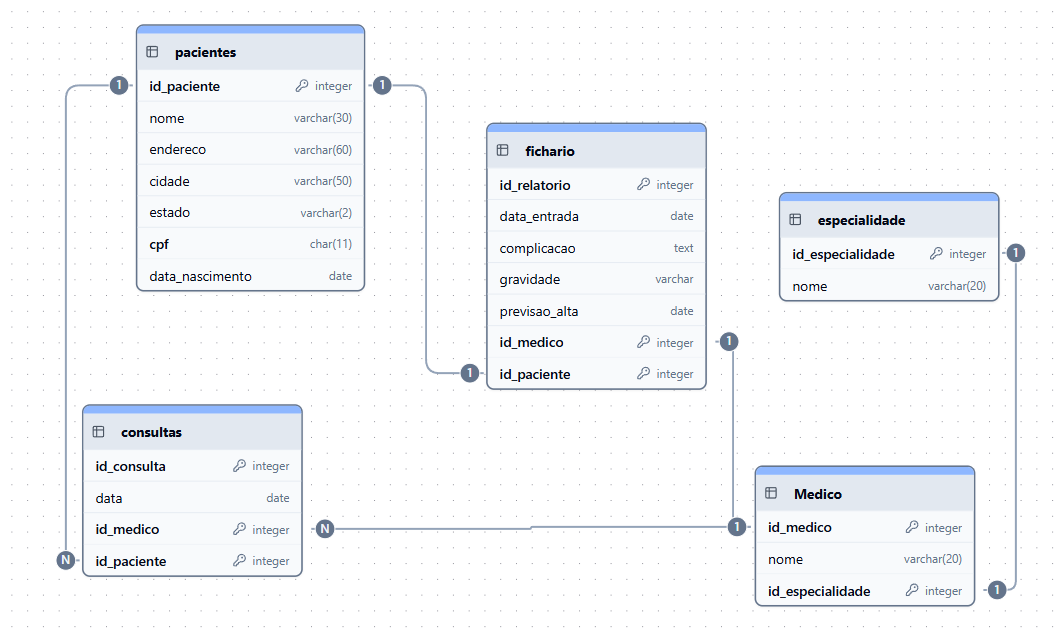 pacientes
id_paciente integer
nome varchar(30)
endereco varchar(60)
cidade varchar(50)
estado varchar(2)
cpf char(11)
data_nascimento date
1
1
fichario
id_relatorio integer
data_entrada date
complicacao text
gravidade varchar
previsao_alta date
id_medico integer
id_paciente integer
1
1
especialidade
id_especialidade integer
nome varchar(20)
1
consultas
id_consulta integer
data date
id_medico integer
id_paciente integer
N
N
Medico
id_medico integer
nome varchar(20)
id_especialidade integer
1
1